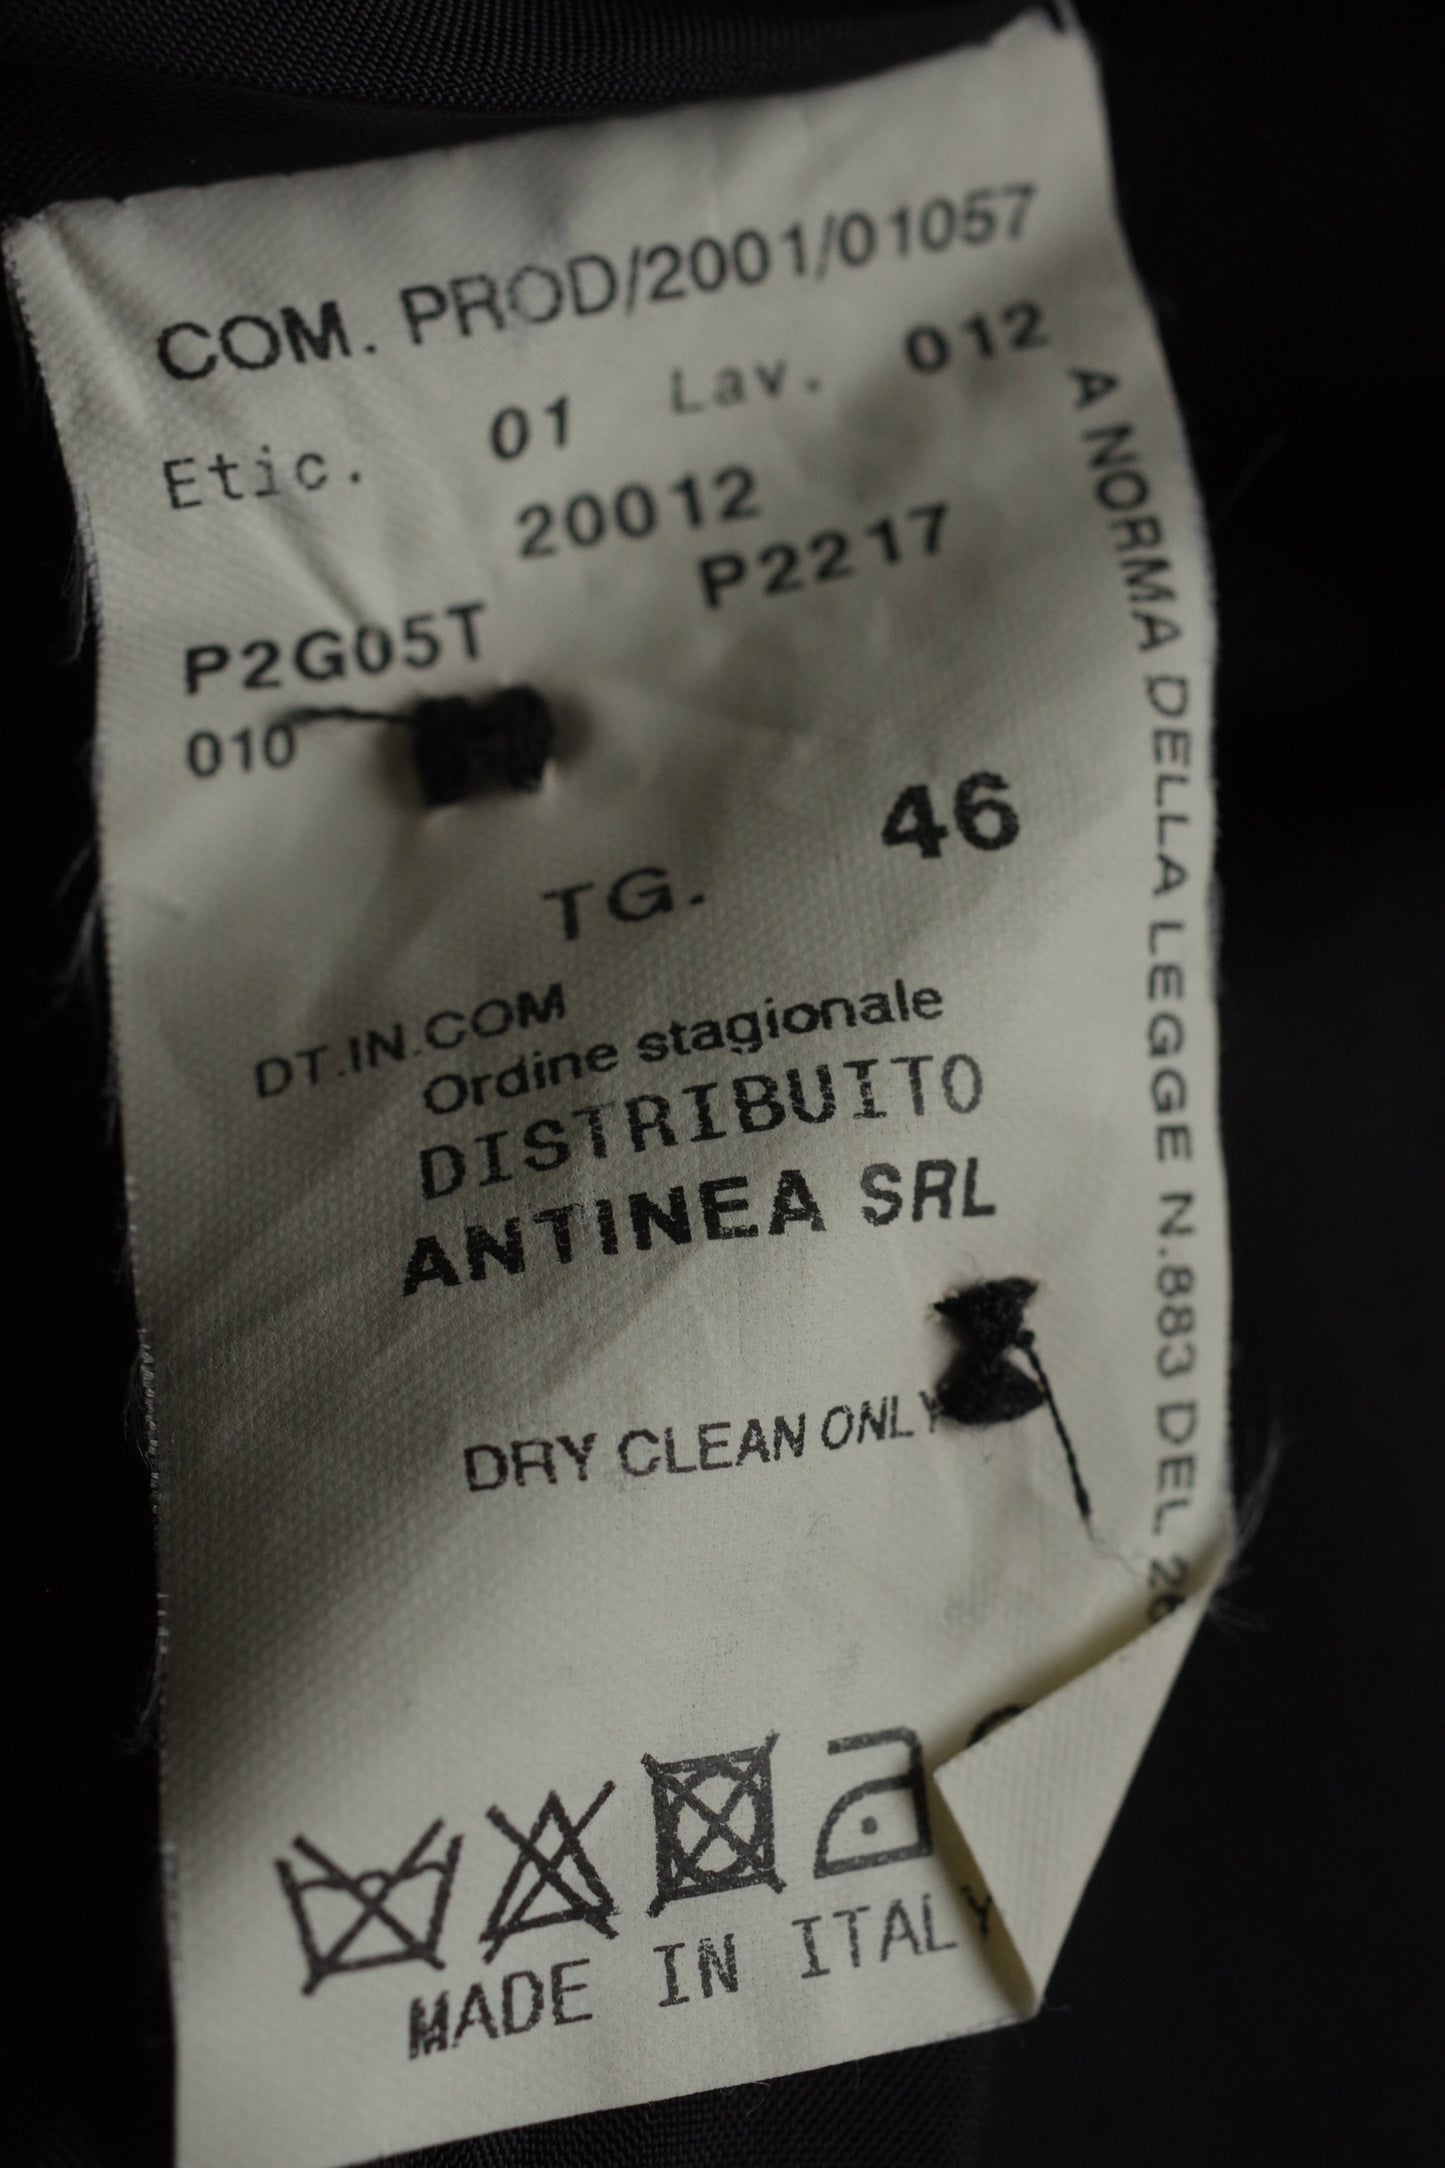 COM. PROD/2001/01057
Etic. 01 Lav. 012
20012
P2G05T P2217
010
TG. 46
DT.IN.COM
Ordine stagionale
DISTRIBUITO
ANTINEA SRL
DRY CLEAN ONLY
MADE IN ITALY
A NORMA DELLA LEGGE N.883 DEL 26